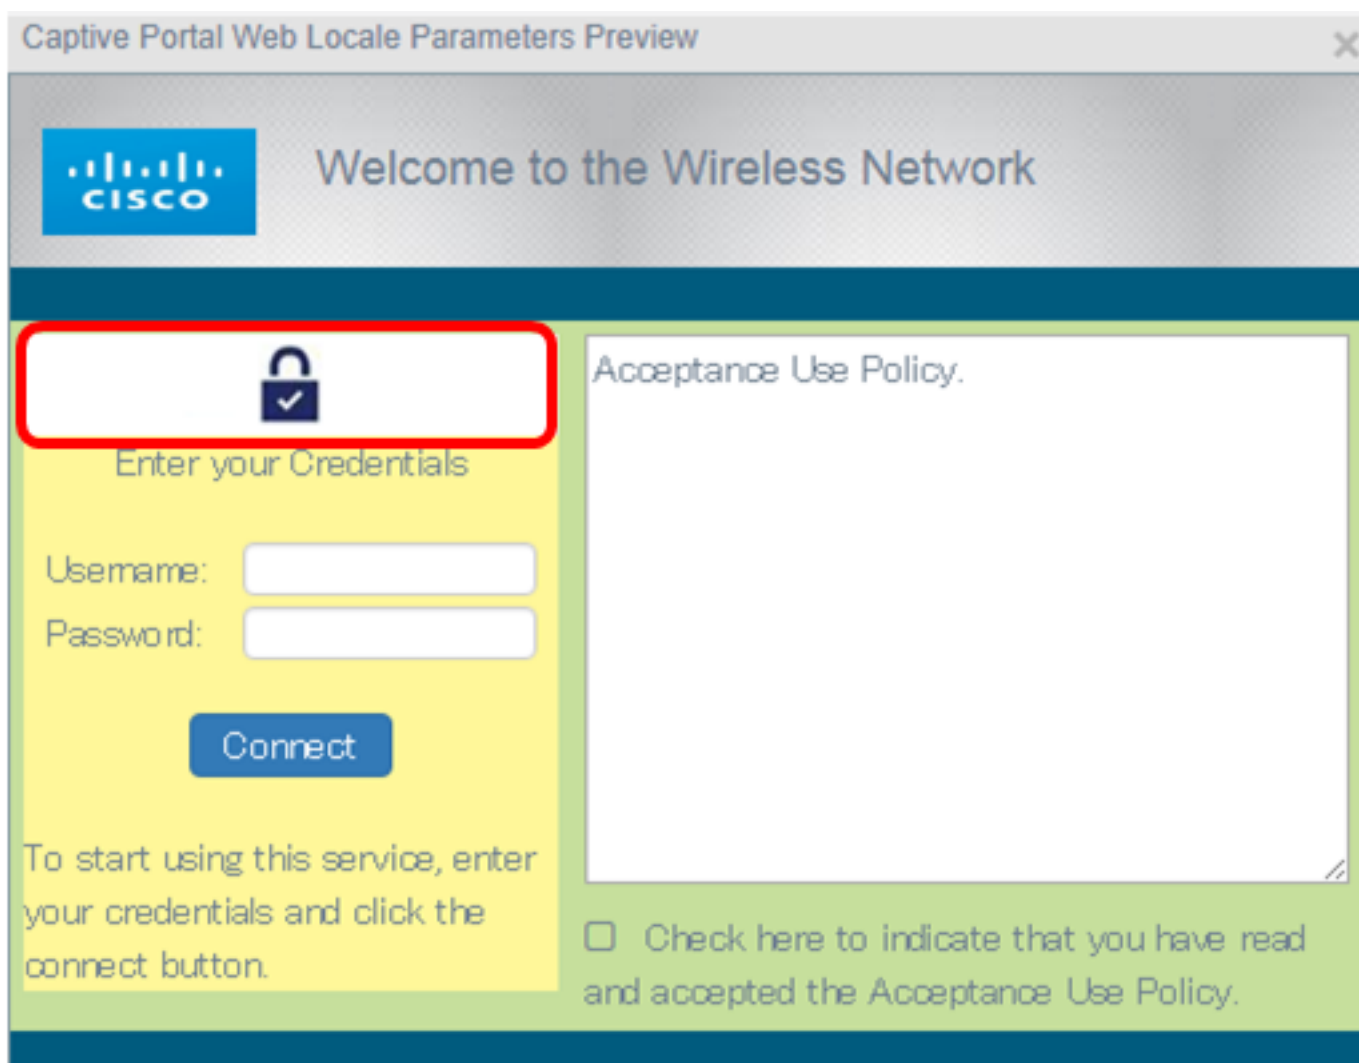 Captive Portal Web Locale Parameters Preview
CISCO
Welcome to the Wireless Network
Enter your Credentials
Username:
Password:
Connect
To start using this service, enter
your credentials and click the
connect button.
Acceptance Use Policy.
Check here to indicate that you have read
and accepted the Acceptance Use Policy.